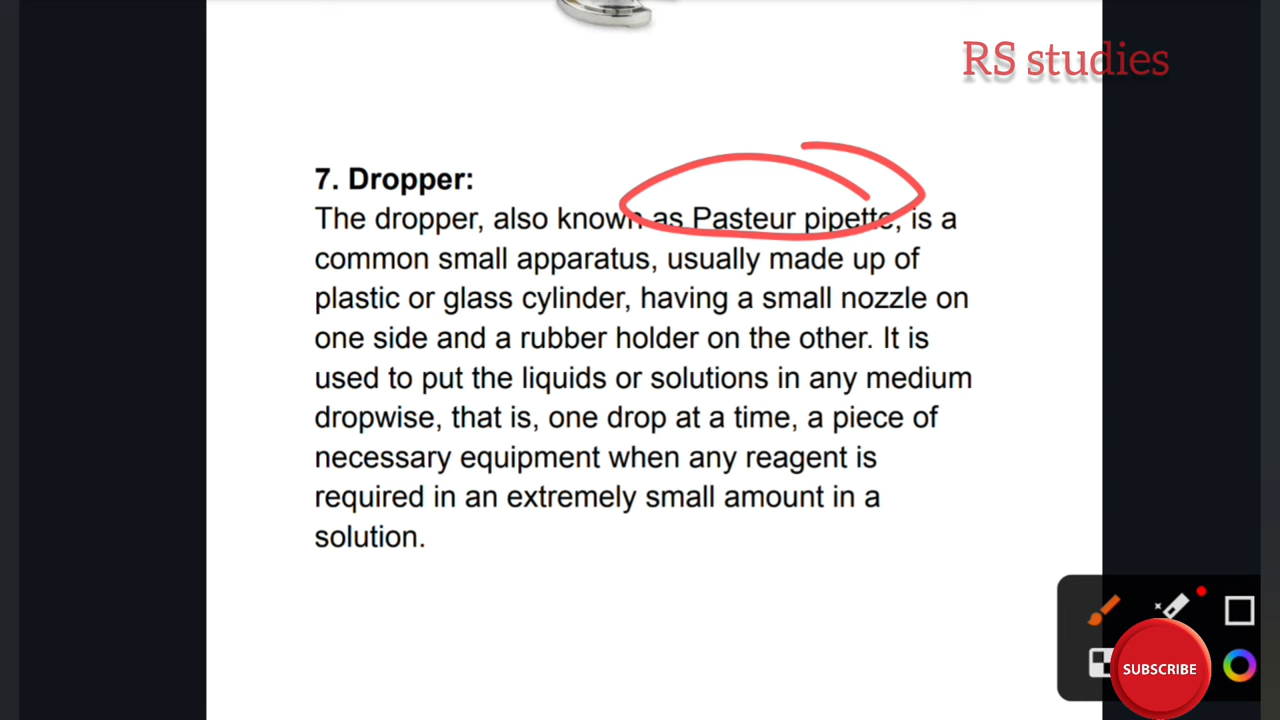 RS studies
7. Dropper:
The dropper, also known as Pasteur pipette, is a
common small apparatus, usually made up of
plastic or glass cylinder, having a small nozzle on
one side and a rubber holder on the other. It is
used to put the liquids or solutions in any medium
dropwise, that is, one drop at a time, a piece of
necessary equipment when any reagent is
required in an extremely small amount in a
solution.
SUBSCRIBE